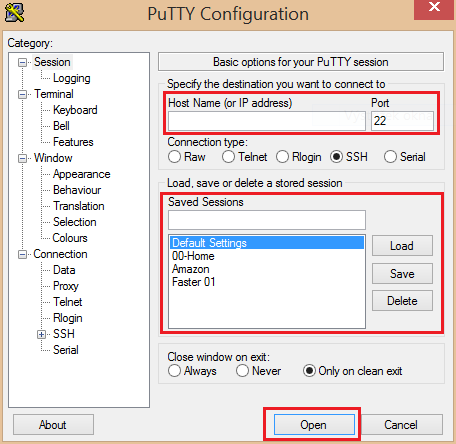 PuTTY Configuration
Category:
Session
Logging
Terminal
Keyboard
Bell
Features
Window
Appearance
Behaviour
Translation
Selection
Colours
Connection
Data
Proxy
Telnet
Rlogin
SSH
Serial
Basic options for your PuTTY session
Specify the destination you want to connect to
Host Name (or IP address) Port
22
Connection type:
Raw Telnet Rlogin SSH Serial
Load, save or delete a stored session
Saved Sessions
Default Settings
00-Home
Amazon
Faster 01
Load
Save
Delete
Close window on exit:
Always Never Only on clean exit
About Open Cancel